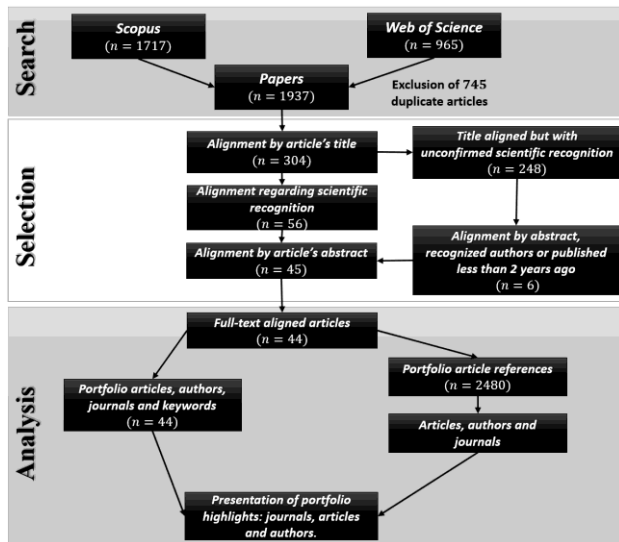 Search
Scopus
(n = 1717)
Web of Science
(n = 965)
Papers
(n = 1937)
Exclusion of 745
duplicate articles
Selection
Alignment by article's title
(n = 304)
Title aligned but with
unconfirmed scientific recognition
(n = 248)
Alignment regarding scientific
recognition
(n = 56)
Alignment by article's abstract
(n = 45)
Alignment by abstract,
recognized authors or published
less than 2 years ago
(n = 6)
Analysis
Full-text aligned articles
(n = 44)
Portfolio articles, authors,
journals and keywords
(n = 44)
Portfolio article references
(n = 2480)
Articles, authors and
journals
Presentation of portfolio
highlights: journals, articles
and authors.